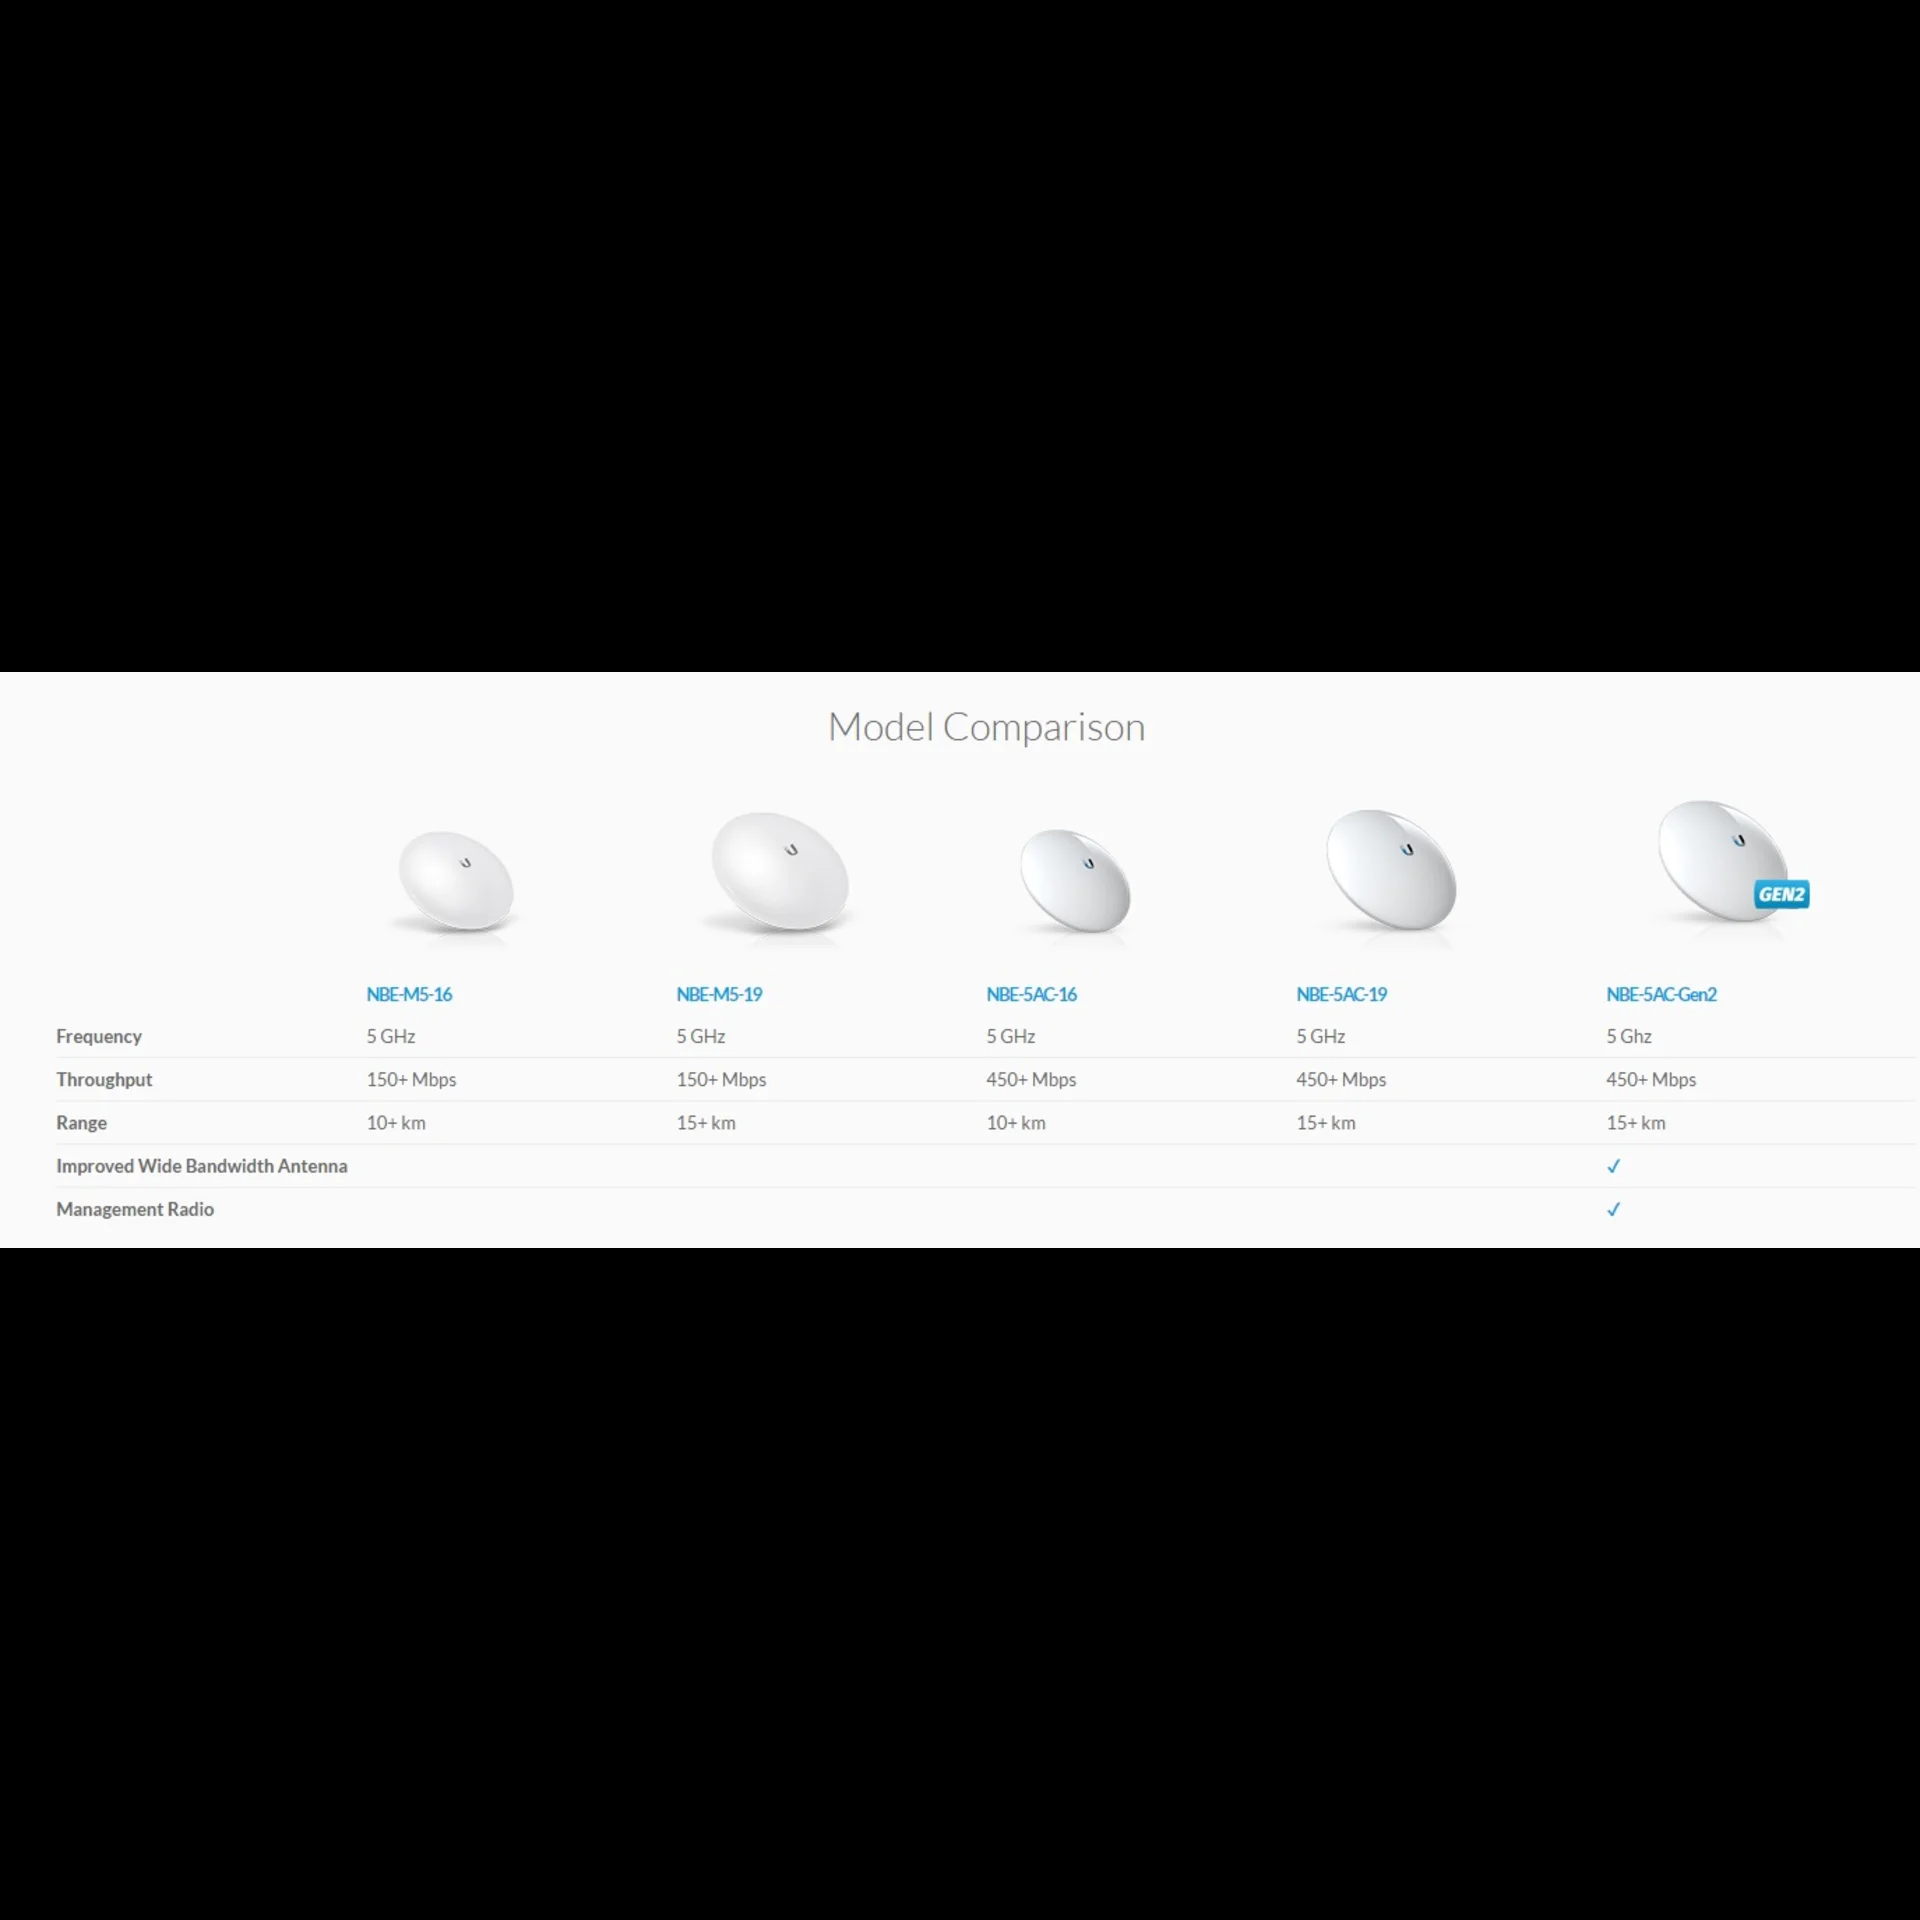 Model Comparison
GEN2
NBE-M5-16 NBE-M5-19 NBE-5AC-16 NBE-5AC-19 NBE-5AC-Gen2
Frequency 5 GHz 5 GHz 5 GHz 5 GHz 5 Ghz
Throughput 150+ Mbps 150+ Mbps 450+ Mbps 450+ Mbps 450+ Mbps
Range 10+ km 15+ km 10+ km 15+ km 15+ km
Improved Wide Bandwidth Antenna ✓
Management Radio ✓